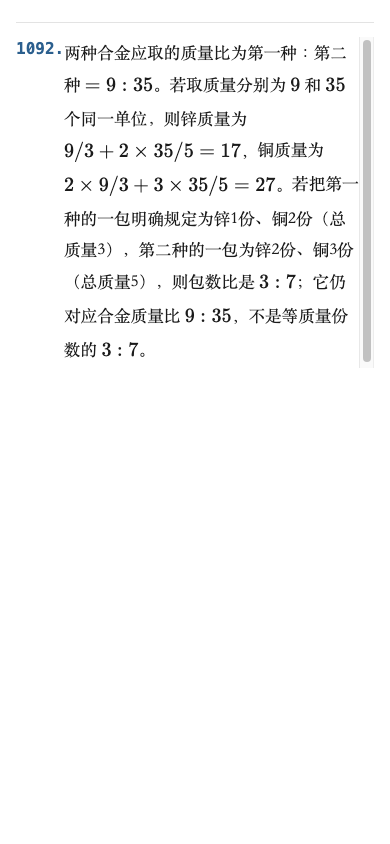 1092. 两种合金应取的质量比为第一种：第二
种 = 9 : 35。若取质量分别为 9 和 35
个同一单位，则锌质量为
9/3 + 2 × 35/5 = 17，铜质量为
2 × 9/3 + 3 × 35/5 = 27。若把第一
种的一包明确规定为锌1份、铜2份（总
质量3），第二种的一包为锌2份、铜3份
（总质量5），则包数比是 3 : 7；它仍
对应合金质量比 9 : 35，不是等质量份
数的 3 : 7。